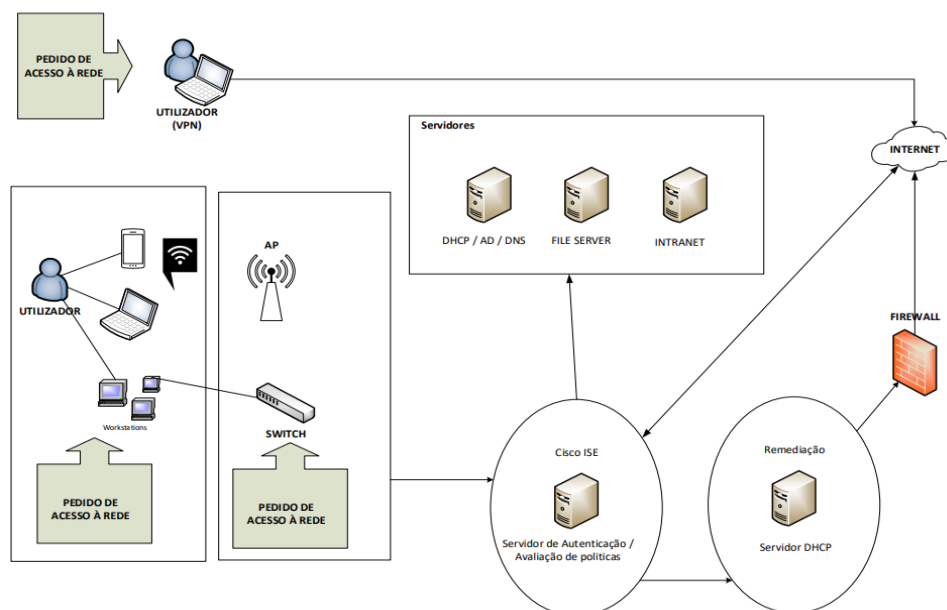 PEDIDO DE
ACESSO À REDE
UTILIZADOR
(VPN)
Servidores
INTERNET
DHCP / AD / DNS
FILE SERVER
INTRANET
AP
UTILIZADOR
FIREWALL
Workstations
SWITCH
PEDIDO DE
ACESSO À REDE
PEDIDO DE
ACESSO À REDE
Cisco ISE
Servidor de Autenticação /
Avaliação de politicas
Remediação
Servidor DHCP